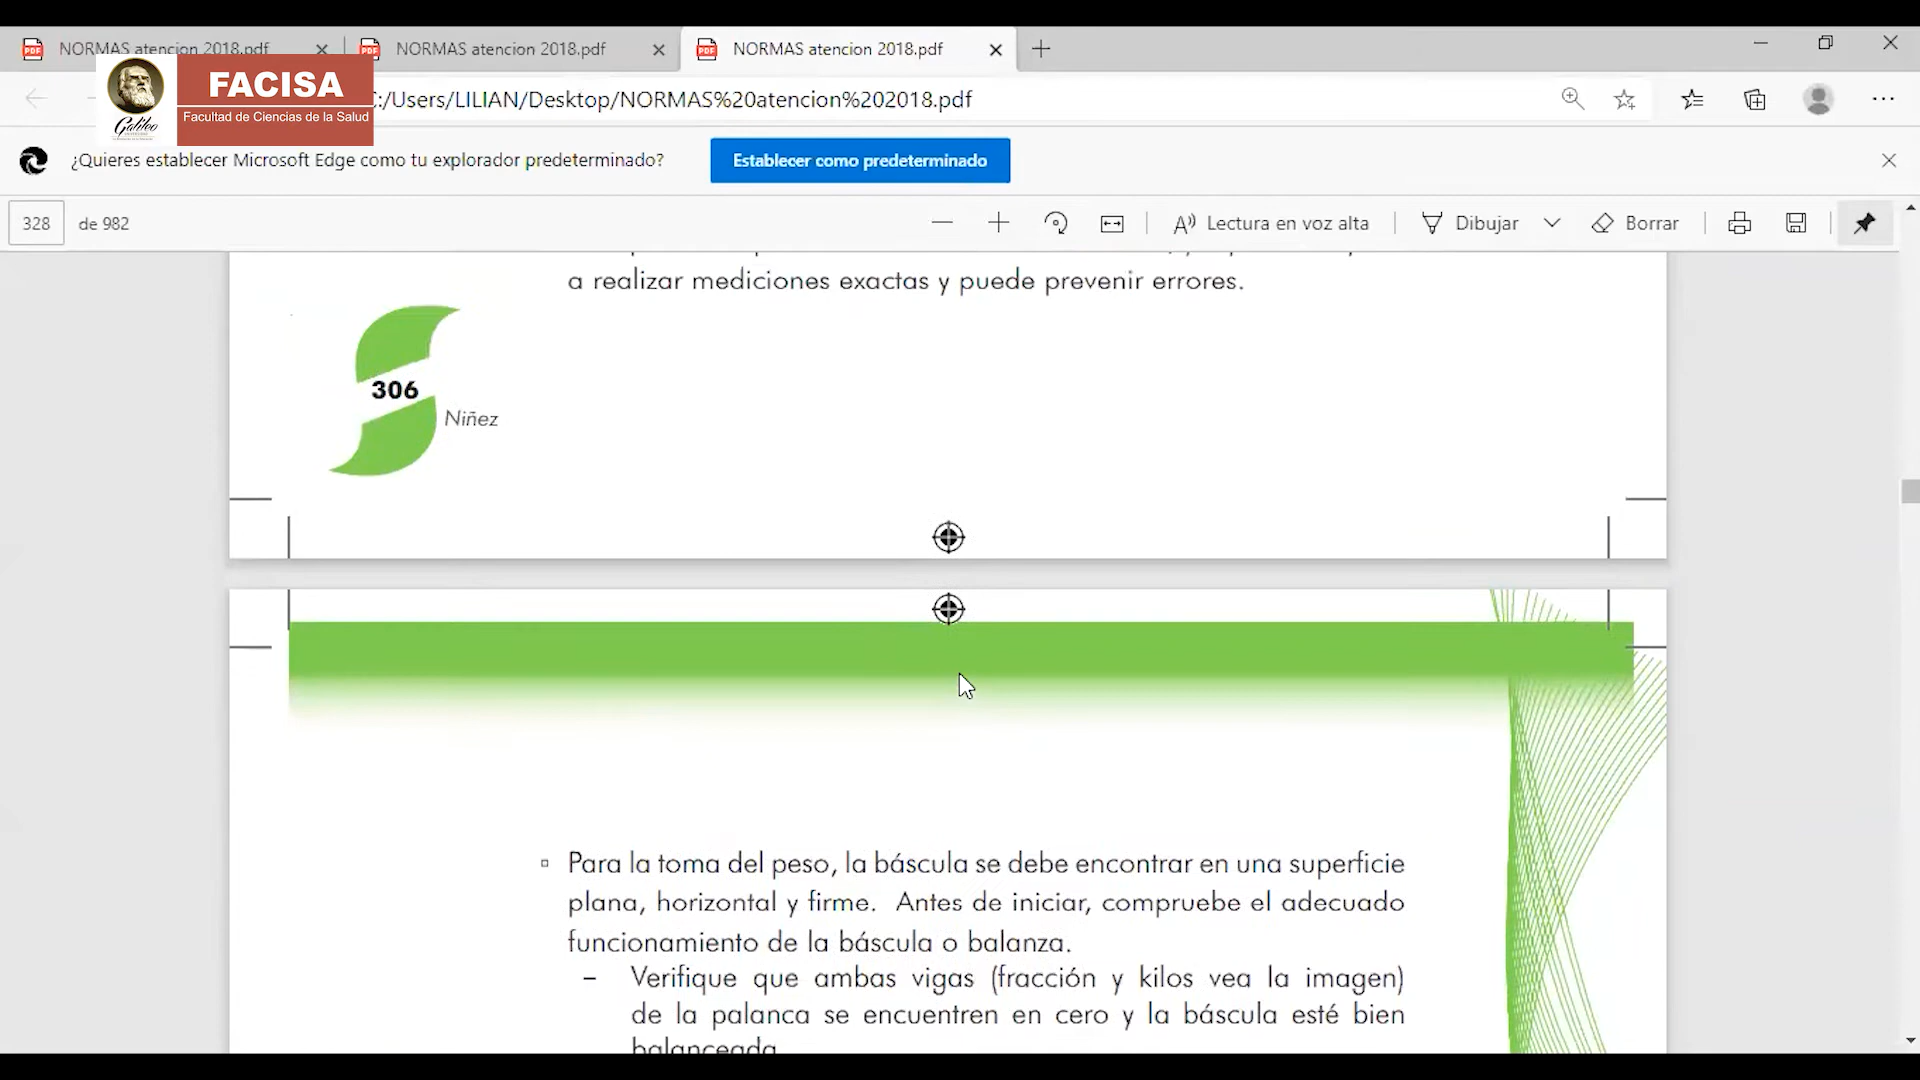 NORMAS atencion 2018.pdf
NORMAS atencion 2018.pdf
NORMAS atencion 2018.pdf
FACISA
Facultad de Ciencias de la Salud
Galileo
C:/Users/LILIAN/Desktop/NORMAS%20atencion%202018.pdf
¿Quieres establecer Microsoft Edge como tu explorador predeterminado?
Establecer como predeterminado
328 de 982
Lectura en voz alta
Dibujar
Borrar
a realizar mediciones exactas y puede prevenir errores.
306
Niñez
Para la toma del peso, la báscula se debe encontrar en una superficie
plana, horizontal y firme. Antes de iniciar, compruebe el adecuado
funcionamiento de la báscula o balanza.
– Verifique que ambas vigas (fracción y kilos vea la imagen)
de la palanca se encuentren en cero y la báscula esté bien
balanceada